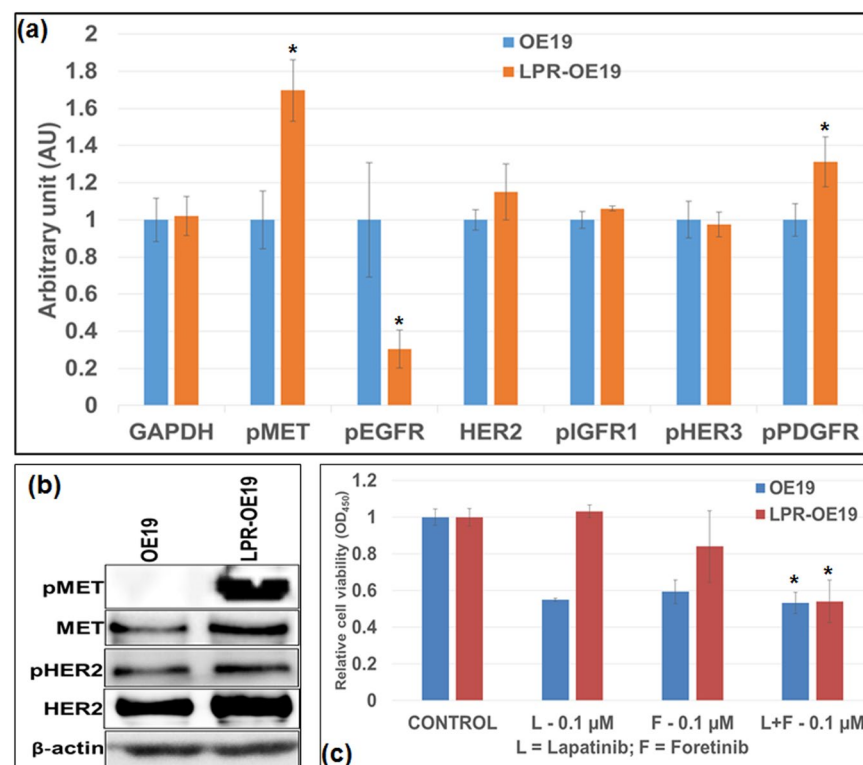 (a)
2
1.8
1.6
1.4
1.2
1
0.8
0.6
0.4
0.2
0
Arbitrary unit (AU)
OE19
LPR-OE19
*
*
*
GAPDH pMET pEGFR HER2 pIGFR1 pHER3 pPDGFR
(b)
OE19 LPR-OE19
pMET
MET
pHER2
HER2
β-actin
1.2
1
0.8
0.6
0.4
0.2
0
Relative cell viability (OD450)
OE19
LPR-OE19
* *
CONTROL L - 0.1 µM F - 0.1 µM L+F - 0.1 µM
L = Lapatinib; F = Foretinib
(c)